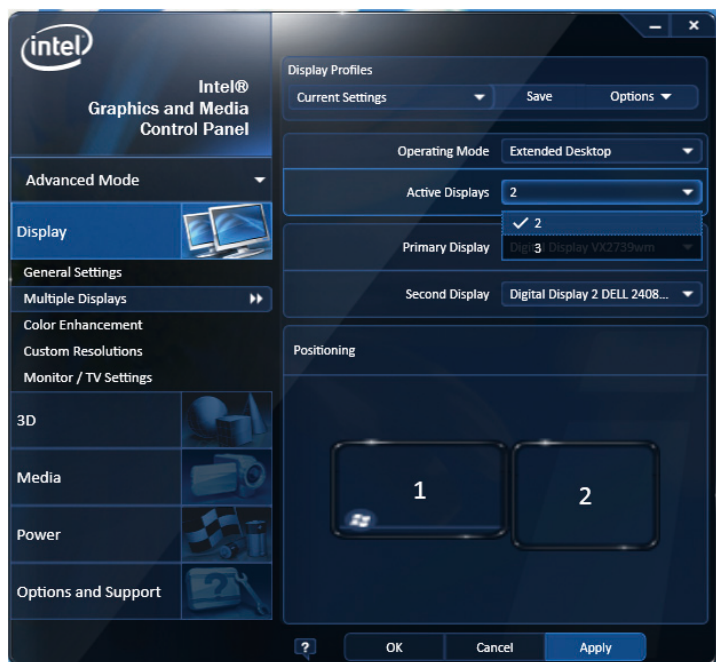 intel
Intel®
Graphics and Media
Control Panel
Advanced Mode
Display
General Settings
Multiple Displays
Color Enhancement
Custom Resolutions
Monitor / TV Settings
3D
Media
Power
Options and Support
Display Profiles
Current Settings Save Options
Operating Mode Extended Desktop
Active Displays 2
2
Primary Display Digital Display VX2739wm
3
Second Display Digital Display 2 DELL 2408...
Positioning
1 2
? OK Cancel Apply